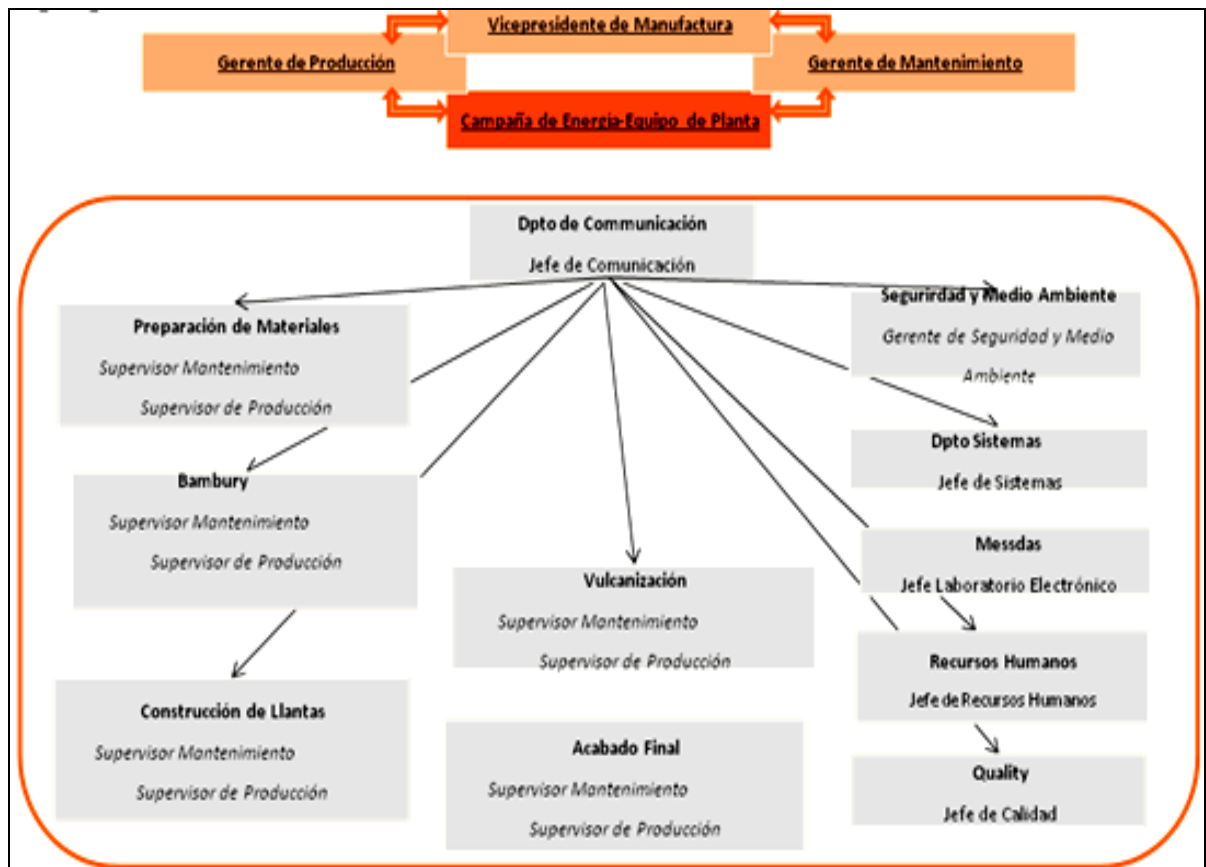 Vicepresidente de Manufactura
Gerente de Producción
Gerente de Mantenimiento
Campaña de Energía-Equipo de Planta
Dpto de Communicación
Jefe de Comunicación
Preparación de Materiales
Supervisor Mantenimiento
Supervisor de Producción
Bambury
Supervisor Mantenimiento
Supervisor de Producción
Construcción de Llantas
Supervisor Mantenimiento
Supervisor de Producción
Vulcanización
Supervisor Mantenimiento
Supervisor de Producción
Acabado Final
Supervisor Mantenimiento
Supervisor de Producción
Segurirdad y Medio Ambiente
Gerente de Seguridad y Medio
Ambiente
Dpto Sistemas
Jefe de Sistemas
Messdas
Jefe Laboratorio Electrónico
Recursos Humanos
Jefe de Recursos Humanos
Quality
Jefe de Calidad